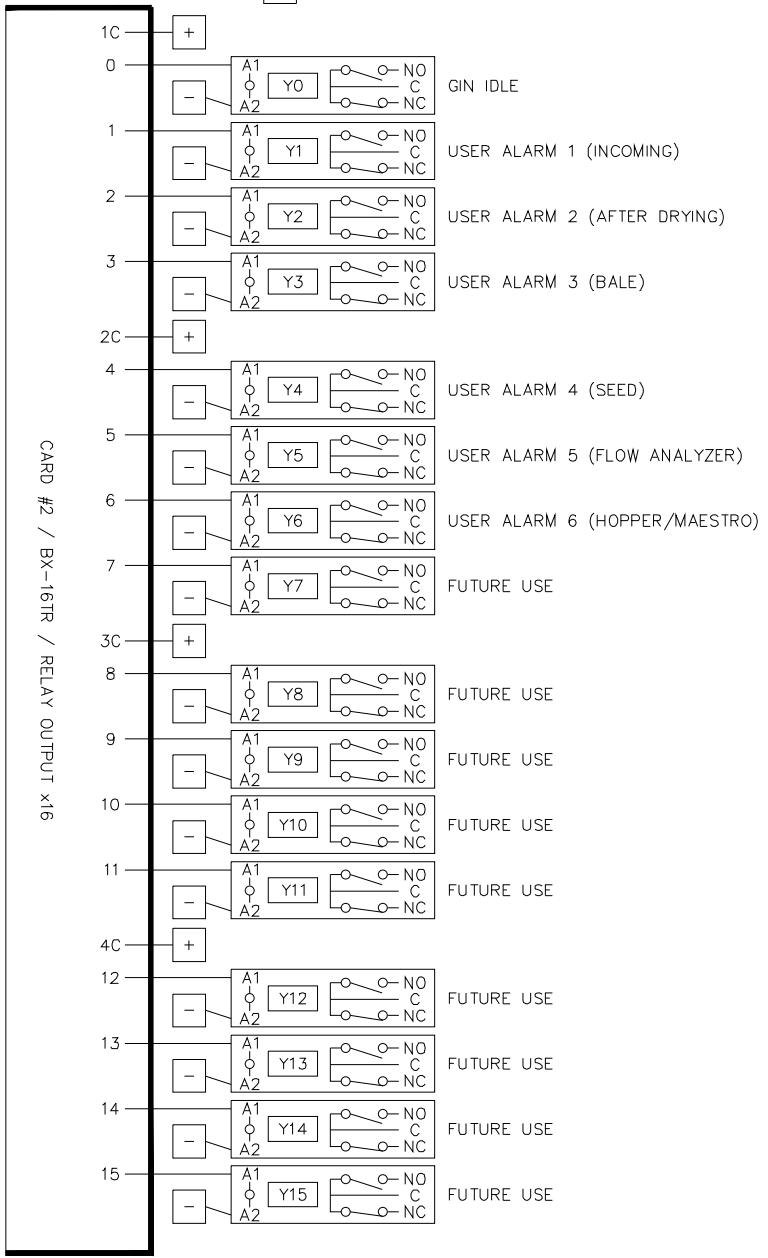 1C +
0 A1 Y0 NO GIN IDLE
C
- A2 NC
1 A1 Y1 NO USER ALARM 1 (INCOMING)
C
- A2 NC
2 A1 Y2 NO USER ALARM 2 (AFTER DRYING)
C
- A2 NC
3 A1 Y3 NO USER ALARM 3 (BALE)
C
- A2 NC
2C +
4 A1 Y4 NO USER ALARM 4 (SEED)
C
- A2 NC
5 A1 Y5 NO USER ALARM 5 (FLOW ANALYZER)
C
- A2 NC
6 A1 Y6 NO USER ALARM 6 (HOPPER/MAESTRO)
C
- A2 NC
7 A1 Y7 NO FUTURE USE
C
- A2 NC
3C +
8 A1 Y8 NO FUTURE USE
C
- A2 NC
9 A1 Y9 NO FUTURE USE
C
- A2 NC
10 A1 Y10 NO FUTURE USE
C
- A2 NC
11 A1 Y11 NO FUTURE USE
C
- A2 NC
4C +
12 A1 Y12 NO FUTURE USE
C
- A2 NC
13 A1 Y13 NO FUTURE USE
C
- A2 NC
14 A1 Y14 NO FUTURE USE
C
- A2 NC
15 A1 Y15 NO FUTURE USE
C
- A2 NC
CARD #2 / BX-16TR / RELAY OUTPUT x16